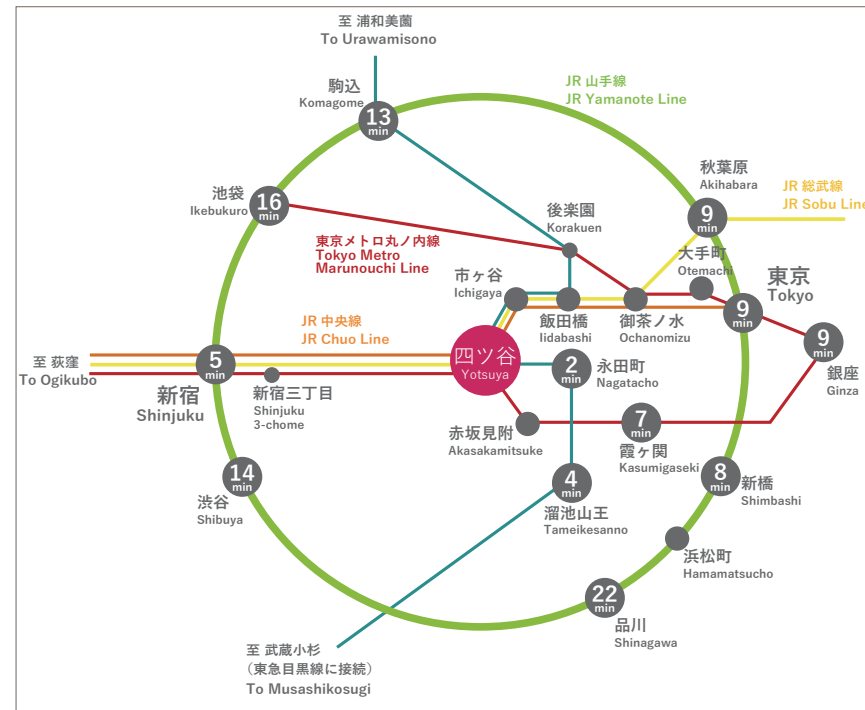 至 浦和美薗
To Urawamisono
駒込
Komagome
13
min
JR 山手線
JR Yamanote Line
秋葉原
Akihabara
9
min
JR 総武線
JR Sobu Line
池袋
Ikebukuro
16
min
後楽園
Korakuen
東京メトロ丸ノ内線
Tokyo Metro
Marunouchi Line
大手町
Otemachi
市ヶ谷
Ichigaya
東京
Tokyo
9
min
飯田橋
Iidabashi
御茶ノ水
Ochanomizu
JR 中央線
JR Chuo Line
至 荻窪
To Ogikubo
5
min
新宿
Shinjuku
新宿三丁目
Shinjuku
3-chome
四ツ谷
Yotsuya
2
min
永田町
Nagatacho
9
min
銀座
Ginza
赤坂見附
Akasakamitsuke
7
min
霞ヶ関
Kasumigaseki
14
min
渋谷
Shibuya
4
min
溜池山王
Tameikesanno
8
min
新橋
Shimbashi
浜松町
Hamamatsucho
22
min
品川
Shinagawa
至 武蔵小杉
（東急目黒線に接続）
To Musashikosugi